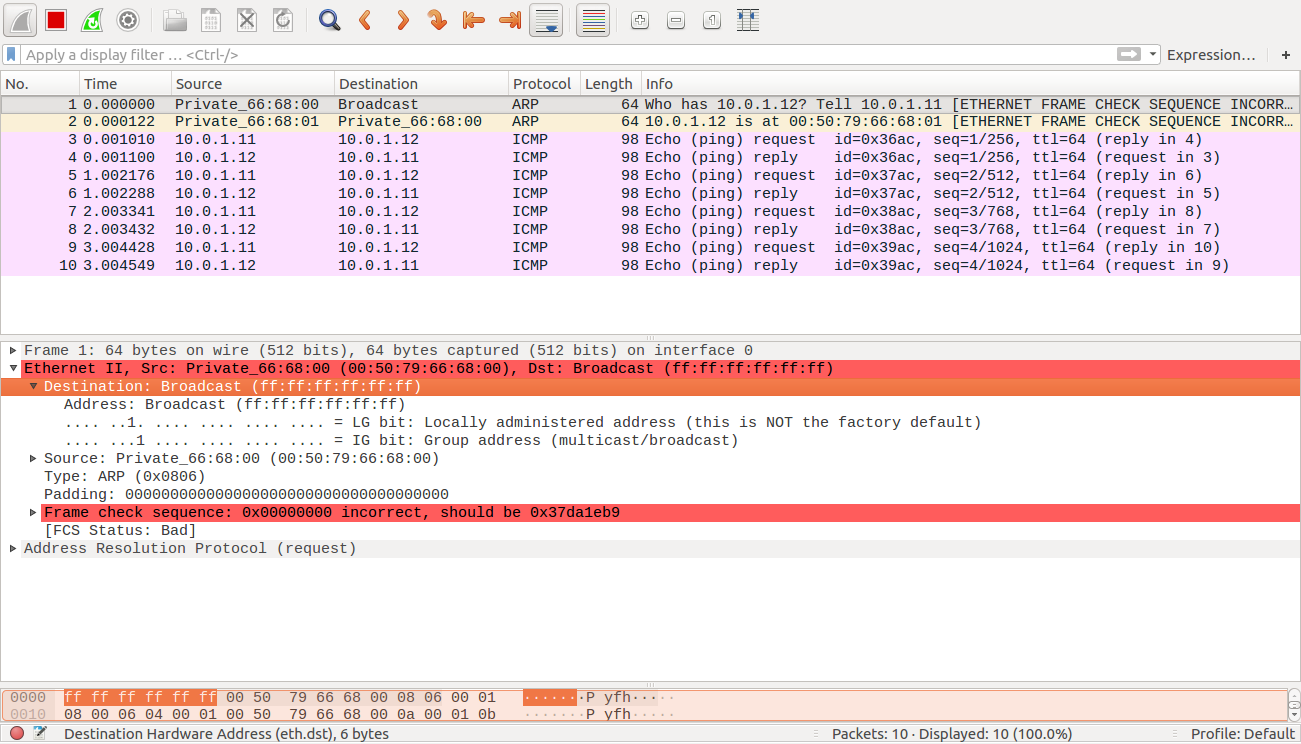 Apply a display filter … <Ctrl-/> Expression… +
No. Time Source Destination Protocol Length Info
1 0.000000 Private_66:68:00 Broadcast ARP 64 Who has 10.0.1.12? Tell 10.0.1.11 [ETHERNET FRAME CHECK SEQUENCE INCORR…
2 0.000122 Private_66:68:01 Private_66:68:00 ARP 64 10.0.1.12 is at 00:50:79:66:68:01 [ETHERNET FRAME CHECK SEQUENCE INCORR…
3 0.001010 10.0.1.11 10.0.1.12 ICMP 98 Echo (ping) request id=0x36ac, seq=1/256, ttl=64 (reply in 4)
4 0.001100 10.0.1.12 10.0.1.11 ICMP 98 Echo (ping) reply id=0x36ac, seq=1/256, ttl=64 (request in 3)
5 1.002176 10.0.1.11 10.0.1.12 ICMP 98 Echo (ping) request id=0x37ac, seq=2/512, ttl=64 (reply in 6)
6 1.002288 10.0.1.12 10.0.1.11 ICMP 98 Echo (ping) reply id=0x37ac, seq=2/512, ttl=64 (request in 5)
7 2.003341 10.0.1.11 10.0.1.12 ICMP 98 Echo (ping) request id=0x38ac, seq=3/768, ttl=64 (reply in 8)
8 2.003432 10.0.1.12 10.0.1.11 ICMP 98 Echo (ping) reply id=0x38ac, seq=3/768, ttl=64 (request in 7)
9 3.004428 10.0.1.11 10.0.1.12 ICMP 98 Echo (ping) request id=0x39ac, seq=4/1024, ttl=64 (reply in 10)
10 3.004549 10.0.1.12 10.0.1.11 ICMP 98 Echo (ping) reply id=0x39ac, seq=4/1024, ttl=64 (request in 9)
Frame 1: 64 bytes on wire (512 bits), 64 bytes captured (512 bits) on interface 0
Ethernet II, Src: Private_66:68:00 (00:50:79:66:68:00), Dst: Broadcast (ff:ff:ff:ff:ff:ff)
Destination: Broadcast (ff:ff:ff:ff:ff:ff)
Address: Broadcast (ff:ff:ff:ff:ff:ff)
.... ..1. .... .... .... .... = LG bit: Locally administered address (this is NOT the factory default)
.... ...1 .... .... .... .... = IG bit: Group address (multicast/broadcast)
Source: Private_66:68:00 (00:50:79:66:68:00)
Type: ARP (0x0806)
Padding: 000000000000000000000000000000000000
Frame check sequence: 0x00000000 incorrect, should be 0x37da1eb9
[FCS Status: Bad]
Address Resolution Protocol (request)
0000 ff ff ff ff ff ff 00 50 79 66 68 00 08 06 00 01 ·······P yfh·····
0010 08 00 06 04 00 01 00 50 79 66 68 00 0a 00 01 0b ·······P yfh·····
Destination Hardware Address (eth.dst), 6 bytes Packets: 10 · Displayed: 10 (100.0%) Profile: Default